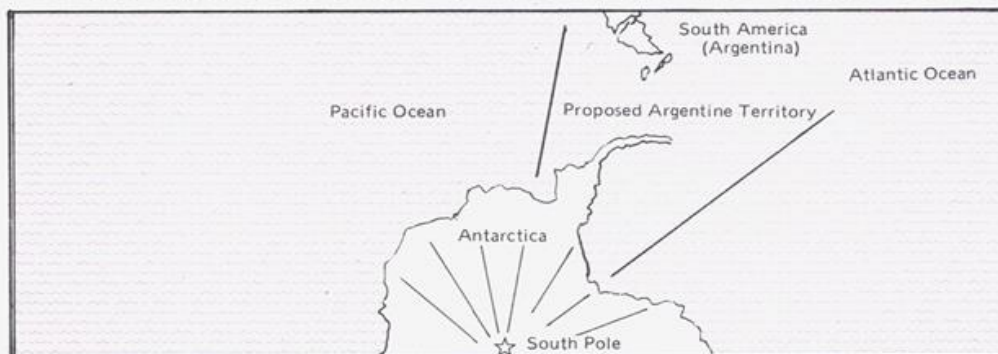 South America
(Argentina)
Atlantic Ocean
Pacific Ocean
Proposed Argentine Territory
Antarctica
South Pole